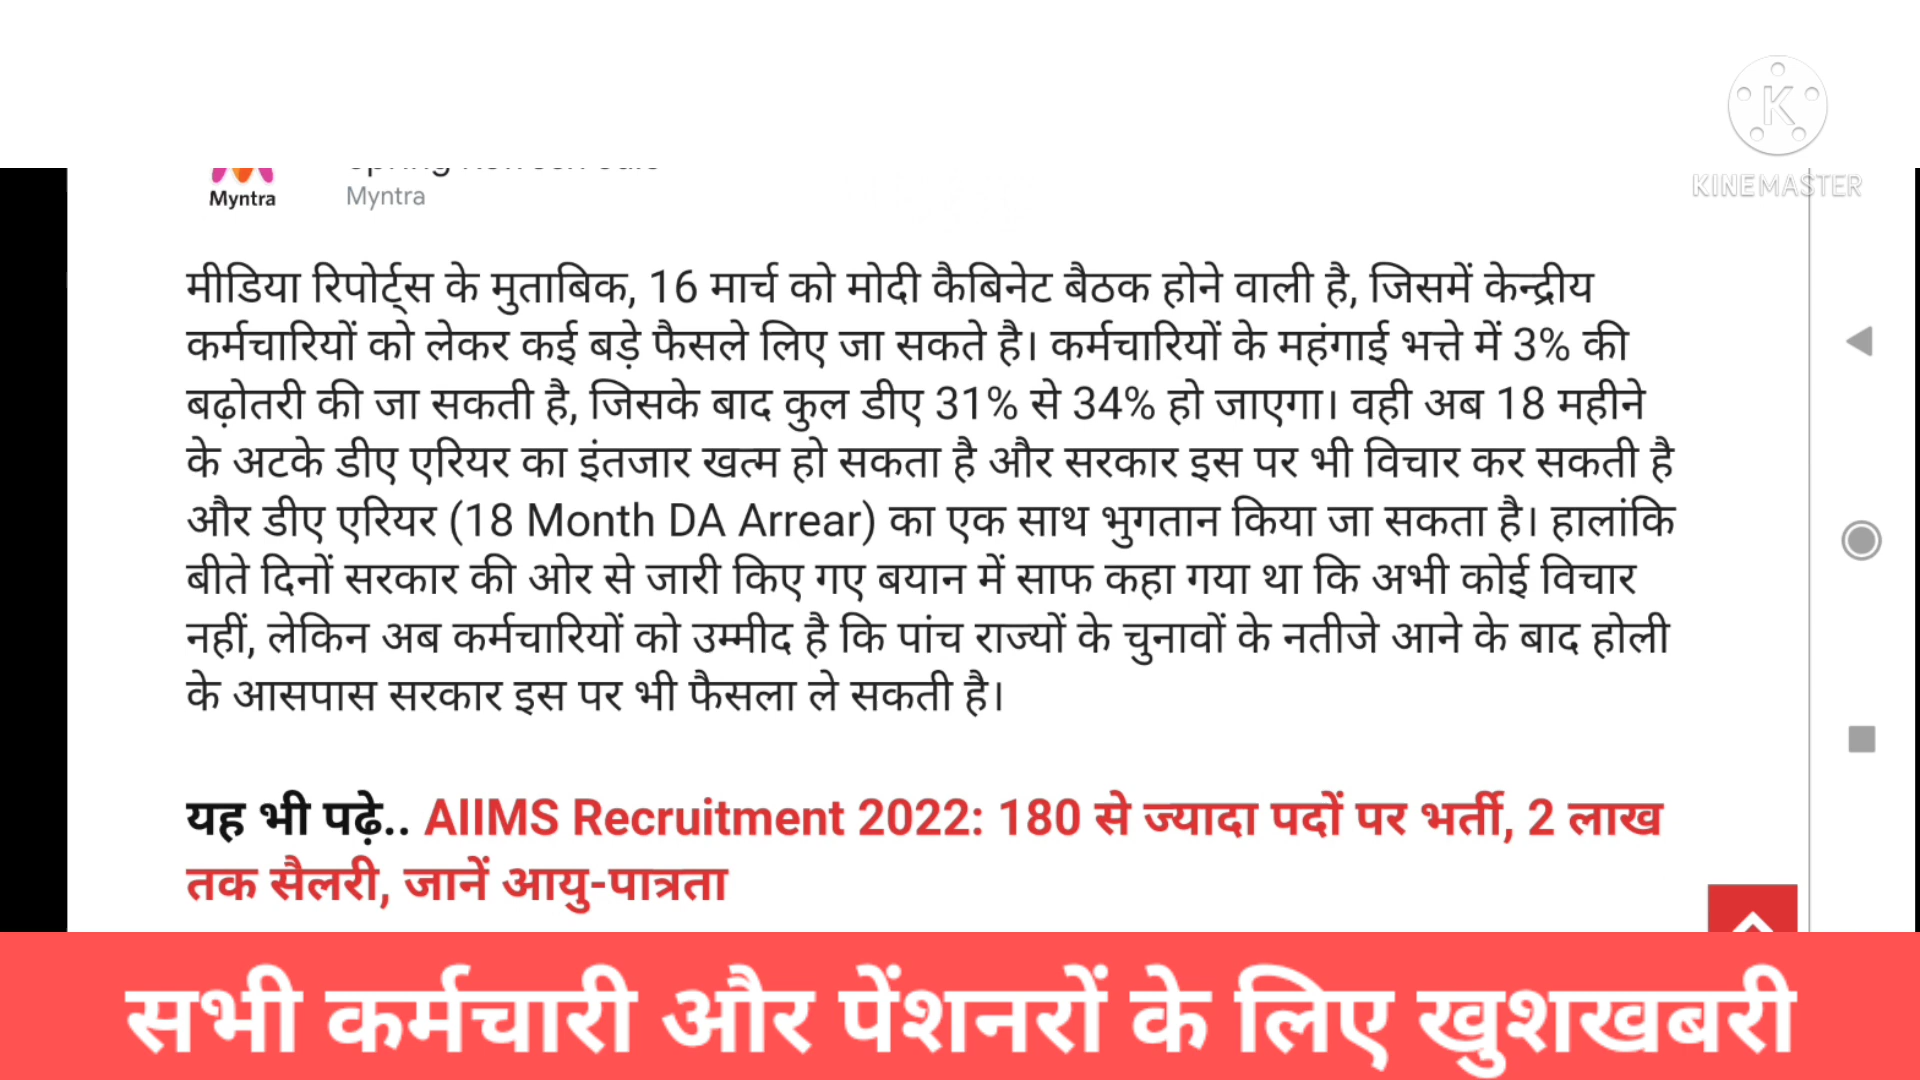 K
KINEMASTER
Myntra
Myntra
मीडिया रिपोर्ट्स के मुताबिक, 16 मार्च को मोदी कैबिनेट बैठक होने वाली है, जिसमें केन्द्रीय
कर्मचारियों को लेकर कई बड़े फैसले लिए जा सकते है। कर्मचारियों के महंगाई भत्ते में 3% की
बढ़ोतरी की जा सकती है, जिसके बाद कुल डीए 31% से 34% हो जाएगा। वही अब 18 महीने
के अटके डीए एरियर का इंतजार खत्म हो सकता है और सरकार इस पर भी विचार कर सकती है
और डीए एरियर (18 Month DA Arrear) का एक साथ भुगतान किया जा सकता है। हालांकि
बीते दिनों सरकार की ओर से जारी किए गए बयान में साफ कहा गया था कि अभी कोई विचार
नहीं, लेकिन अब कर्मचारियों को उम्मीद है कि पांच राज्यों के चुनावों के नतीजे आने के बाद होली
के आसपास सरकार इस पर भी फैसला ले सकती है।
यह भी पढ़े.. AIIMS Recruitment 2022: 180 से ज्यादा पदों पर भर्ती, 2 लाख
तक सैलरी, जानें आयु-पात्रता
सभी कर्मचारी और पेंशनरों के लिए खुशखबरी